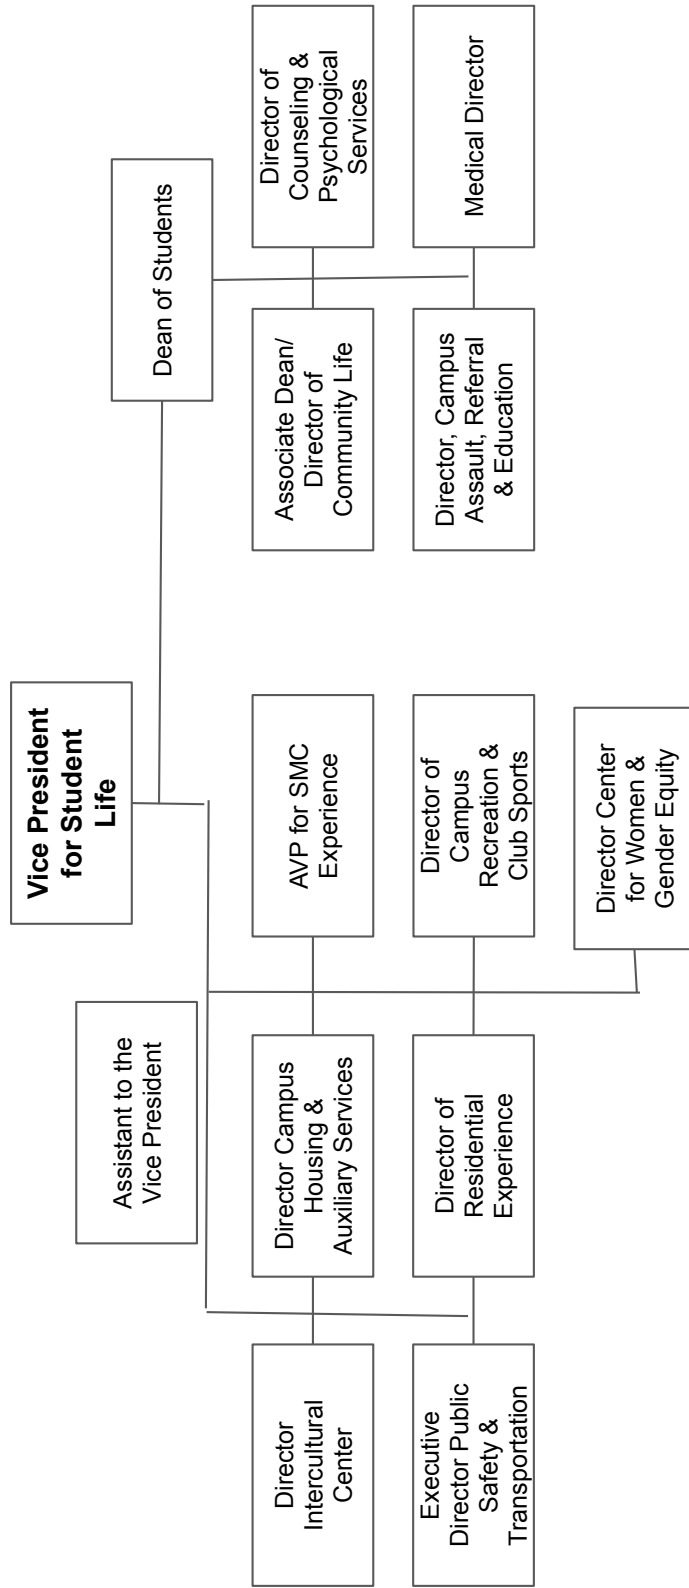 Vice President
for Student
Life
Assistant to the
Vice President
Dean of Students
Director
Intercultural
Center
Director Campus
Housing &
Auxiliary Services
AVP for SMC
Experience
Associate Dean/
Director of
Community Life
Director of
Counseling &
Psychological
Services
Executive
Director Public
Safety &
Transportation
Director of
Residential
Experience
Director of
Campus
Recreation &
Club Sports
Director, Campus
Assault, Referral
& Education
Medical Director
Director Center
for Women &
Gender Equity